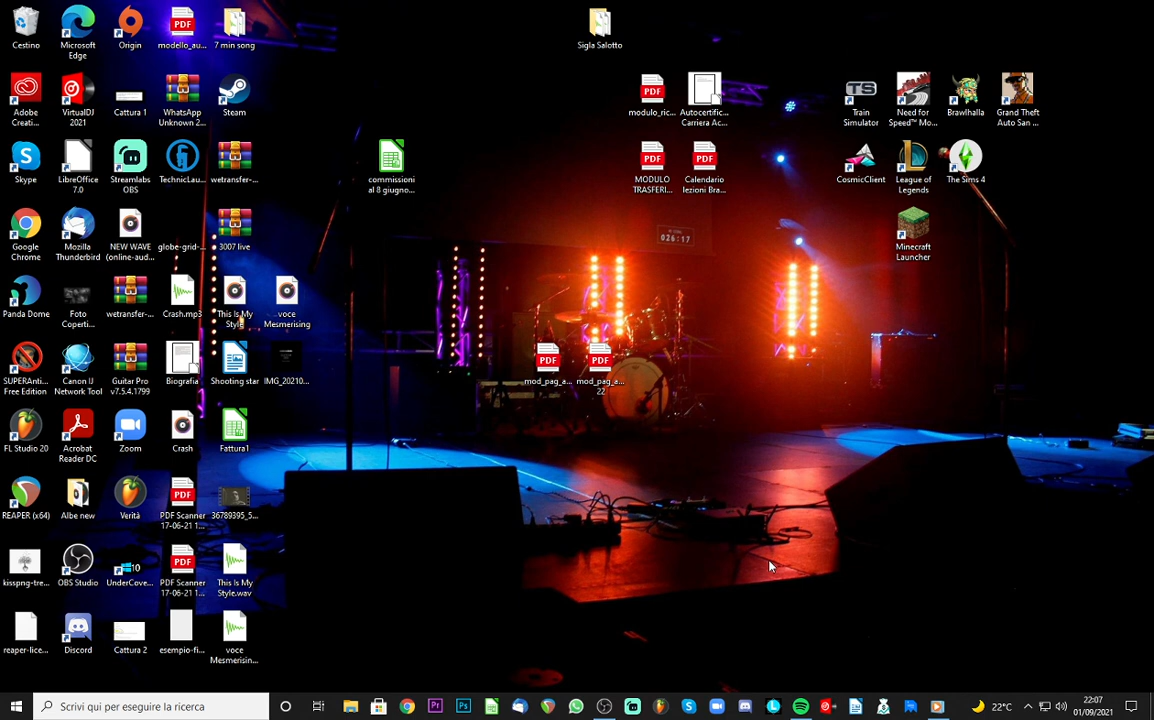 Cestino
Microsoft
Edge
Origin
modello_au...
7 min song
Sigla Salotto
Adobe
Creati...
VirtualDJ
2021
Cattura 1
WhatsApp
Unknown 2...
Steam
modulo_ric...
Autocertific...
Carriera Ac...
Train
Simulator
Need for
Speed™ Mo...
Brawlhalla
Grand Theft
Auto San ...
Skype
LibreOffice
7.0
Streamlabs
OBS
TechnicLau...
wetransfer-...
commissioni
al 8 giugno...
MODULO
TRASFERI...
Calendario
lezioni Bra...
CosmicClient
League of
Legends
The Sims 4
Google
Chrome
Mozilla
Thunderbird
NEW WAVE
(online-aud...
globe-grid-...
3007 live
Minecraft
Launcher
026:17
Panda Dome
Foto
Coperti...
wetransfer-...
Crash.mp3
This Is My
Style
voce
Mesmerising
SUPERAnti...
Free Edition
Canon IJ
Network Tool
Guitar Pro
v7.5.4.1799
Biografia
Shooting star
IMG_20210...
mod_pag_a...
mod_pag_a...
22
FL Studio 20
Acrobat
Reader DC
Zoom
Crash
Fattura1
REAPER (x64)
Albe new
Verità
PDF Scanner
17-06-21 1...
36789395_5...
kisspng-tre...
OBS Studio
UnderCove...
PDF Scanner
17-06-21 1...
This Is My
Style.wav
reaper-lice...
Discord
Cattura 2
esempio-fi...
voce
Mesmerisin...
Scrivi qui per eseguire la ricerca
22°C
22:07
01/09/2021